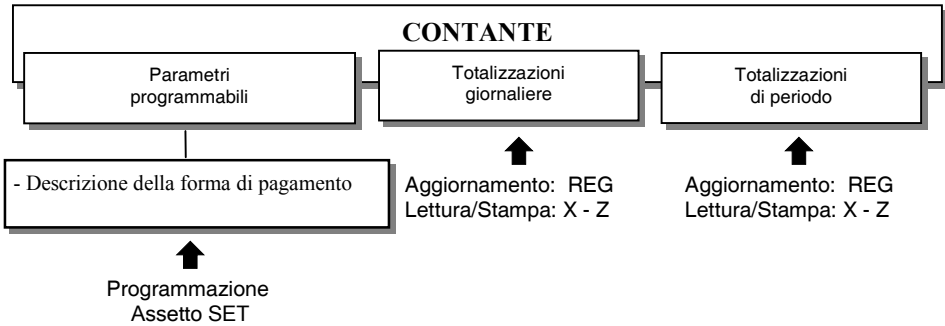 CONTANTE
Parametri
programmabili
Totalizzazioni
giornaliere
Totalizzazioni
di periodo
- Descrizione della forma di pagamento
Aggiornamento: REG
Lettura/Stampa: X - Z
Aggiornamento: REG
Lettura/Stampa: X - Z
Programmazione
Assetto SET